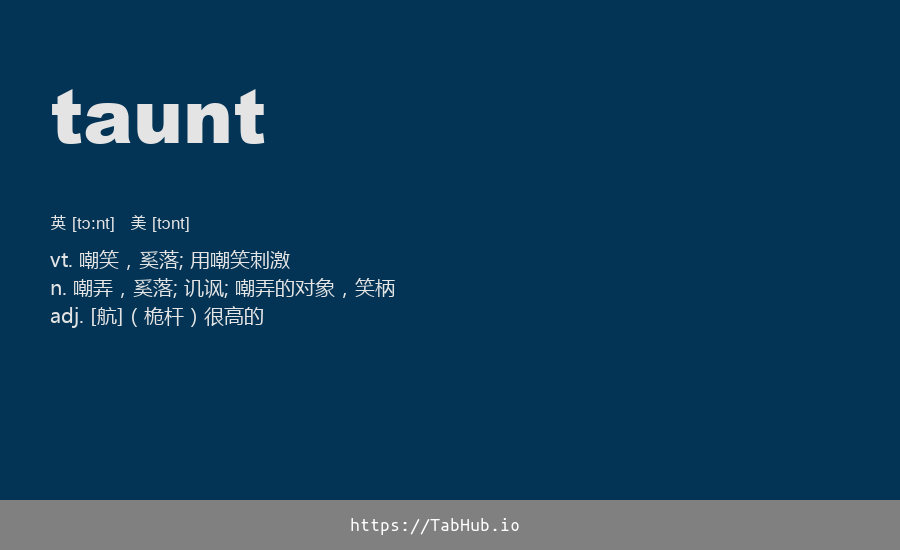 taunt
英 [tɔːnt] 美 [tɔnt]
vt. 嘲笑，奚落; 用嘲笑刺激
n. 嘲弄，奚落; 讥讽; 嘲弄的对象，笑柄
adj. [航]（桅杆）很高的
https://TabHub.io